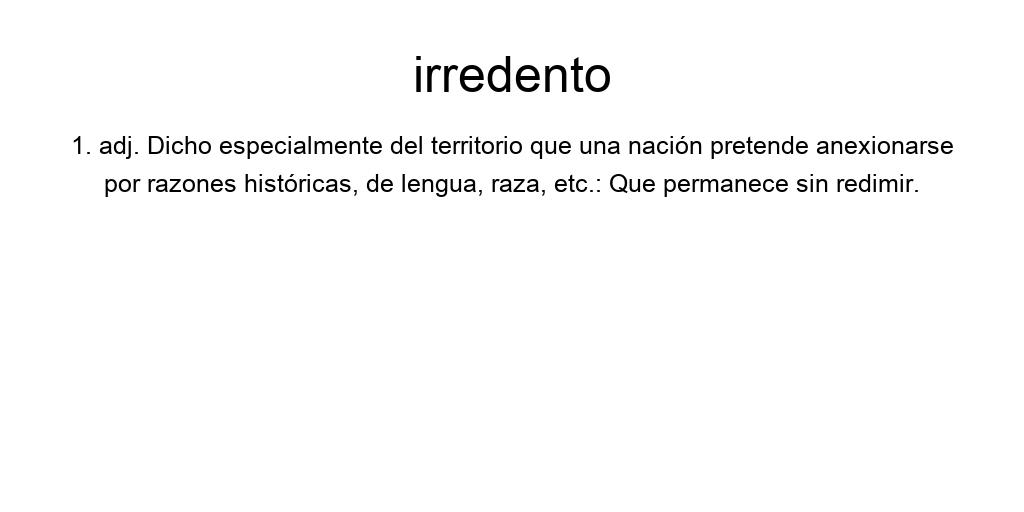 irredento
1. adj. Dicho especialmente del territorio que una nación pretende anexionarse
por razones históricas, de lengua, raza, etc.: Que permanece sin redimir.